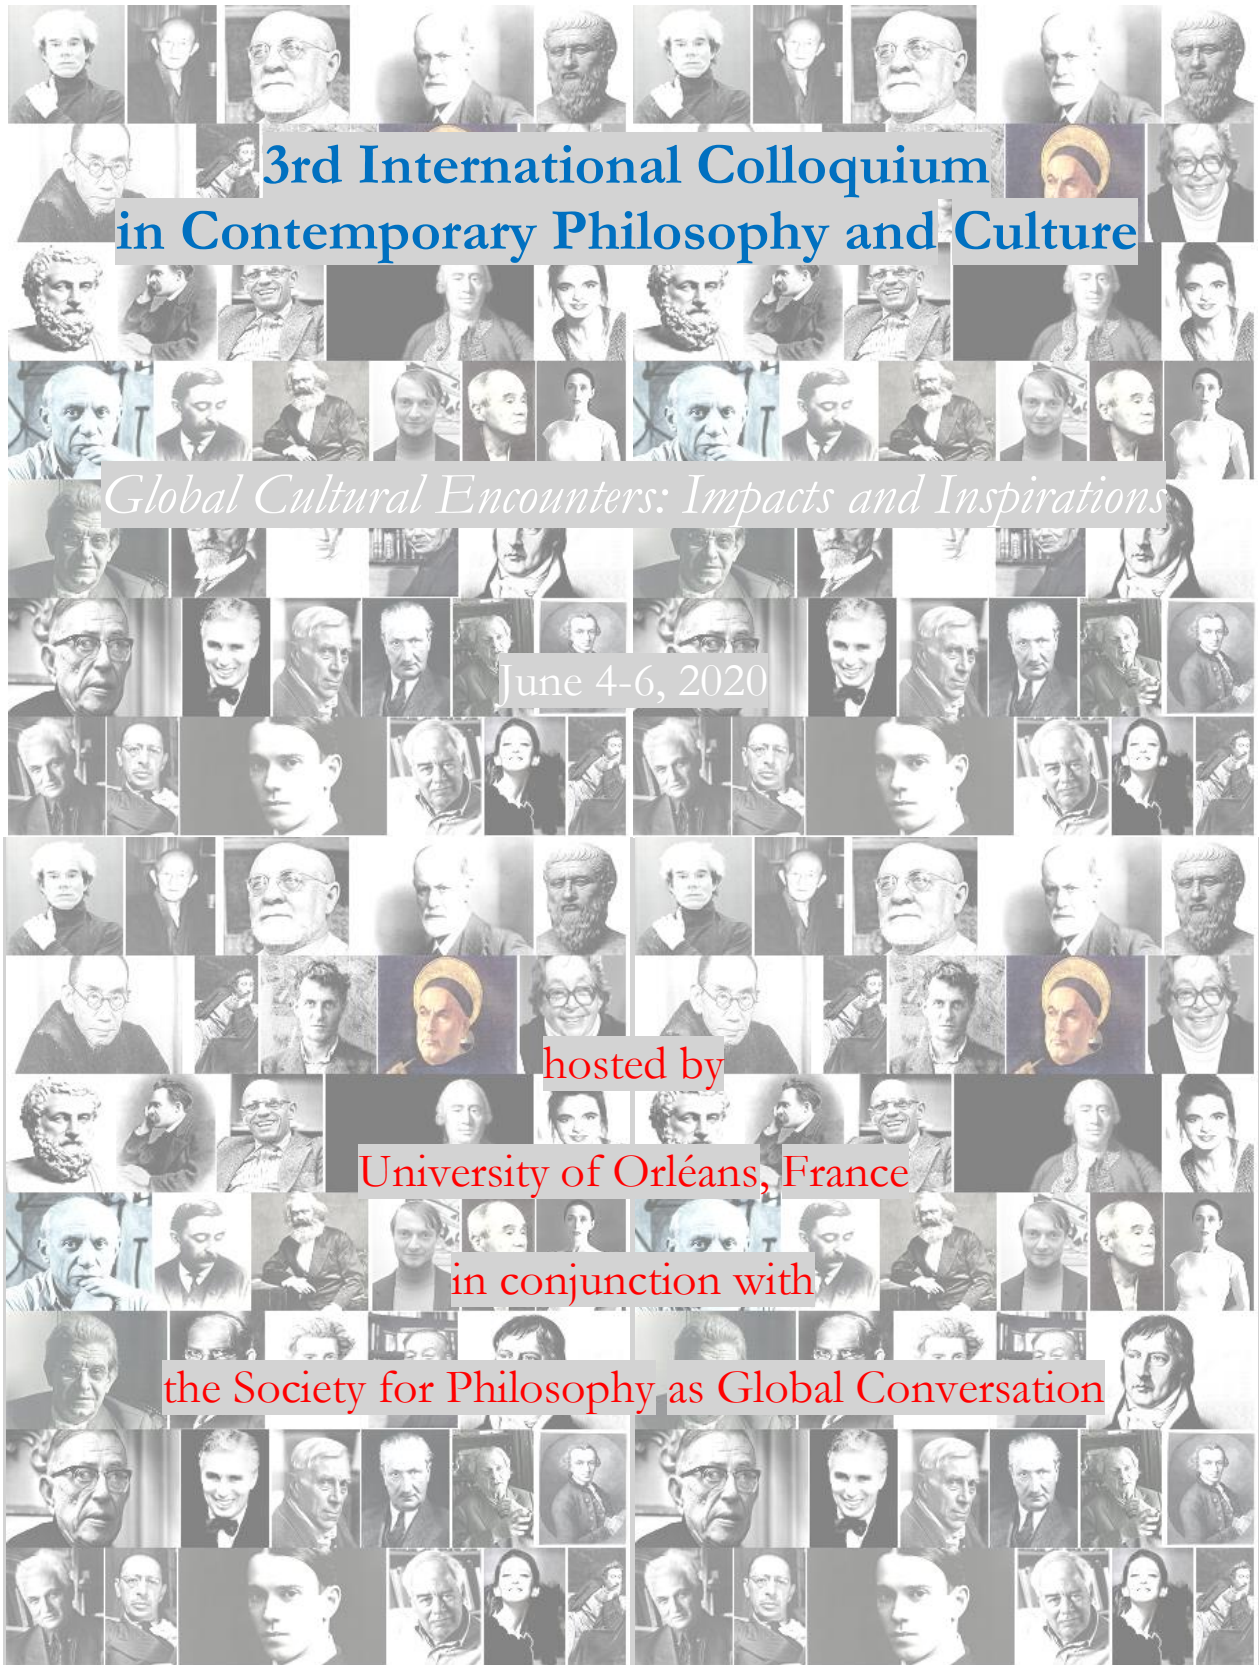 3rd International Colloquium
in Contemporary Philosophy and Culture
Global Cultural Encounters: Impacts and Inspirations
June 4-6, 2020
hosted by
University of Orléans, France
in conjunction with
the Society for Philosophy as Global Conversation